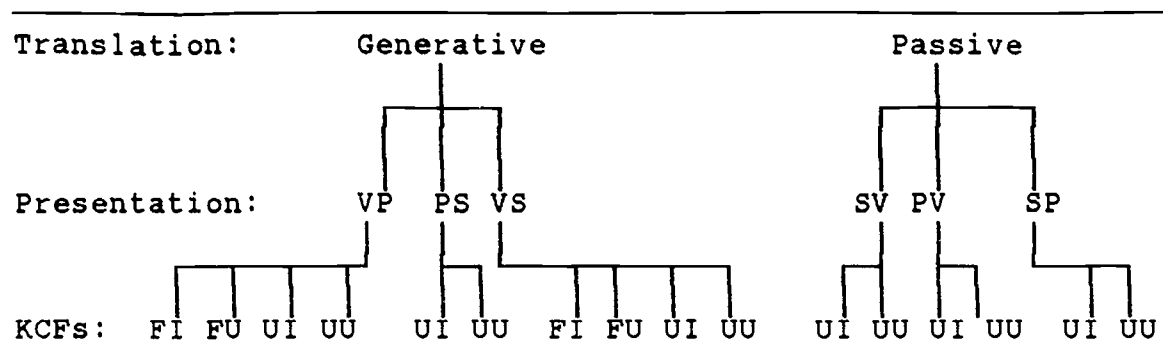 Translation: Generative Passive
Presentation: VP PS VS SV PV SP
KCFs: FI FU UI UU UI UU FI FU UI UU UI UU UI UU UI UU